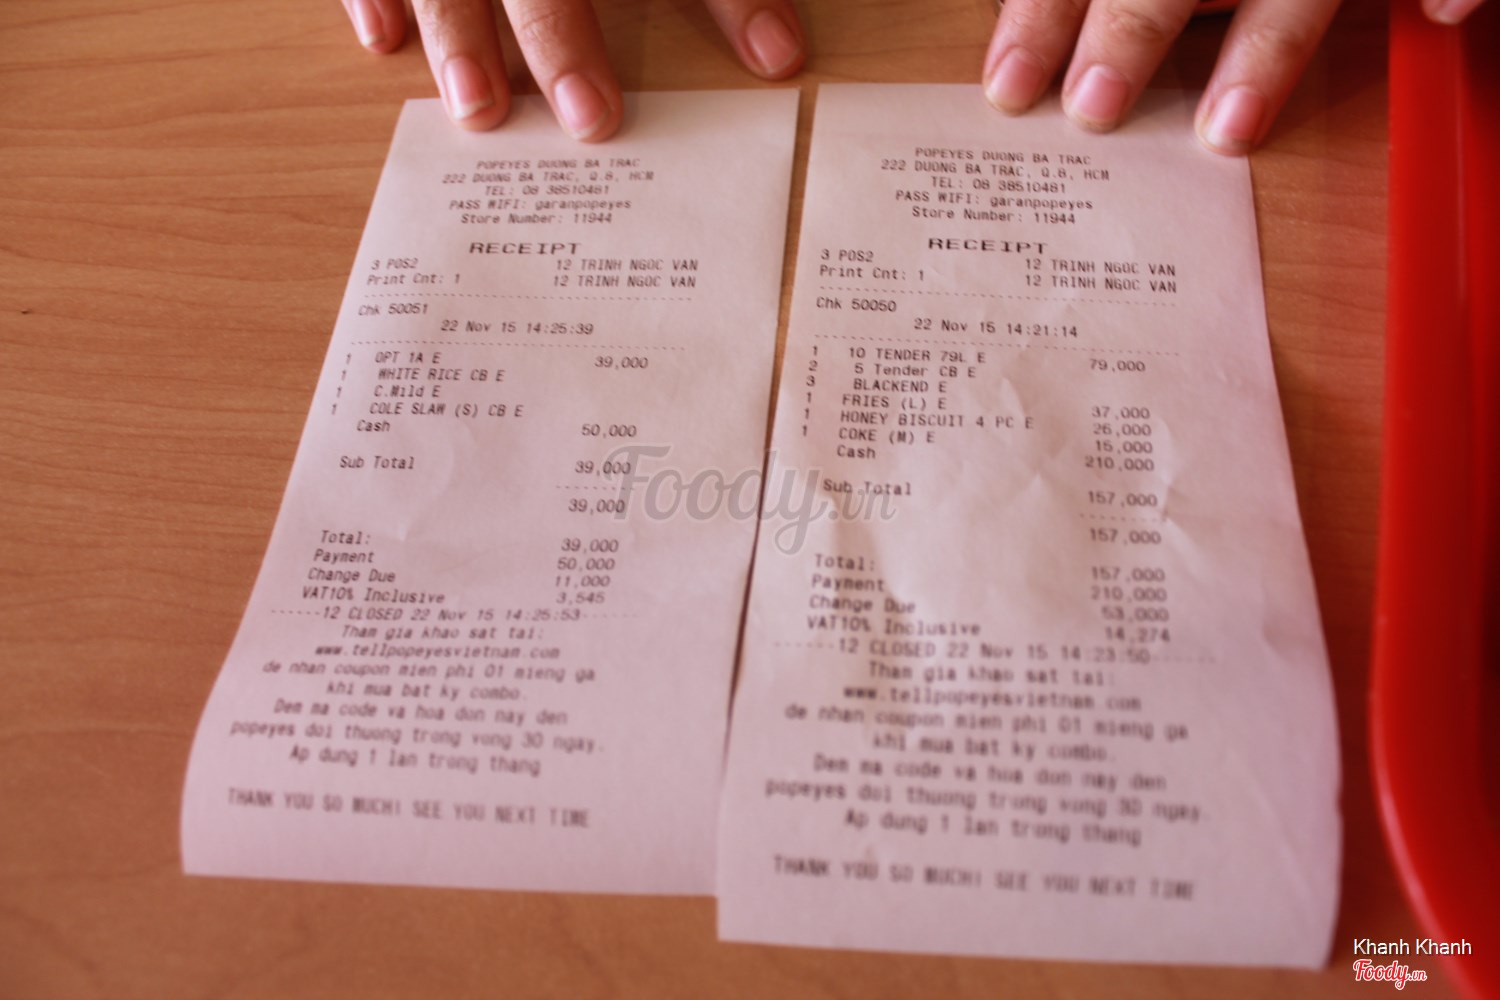 POPEYES DUONG BA TRAC
222 DUONG BA TRAC, Q.8, HCM
TEL: 08 38510481
PASS WIFI: garanpopeyes
Store Number: 11944
RECEIPT
3 POS2 12 TRINH NGOC VAN
Print Cnt: 1 12 TRINH NGOC VAN
Chk 50051
22 Nov 15 14:25:39
1 OPT 1A E 39,000
1 WHITE RICE CB E
1 C.Mild E
1 COLE SLAW (S) CB E
Cash 50,000
Sub Total 39,000
39,000
Total: 39,000
Payment 50,000
Change Due 11,000
VAT10% Inclusive 3,545
------12 CLOSED 22 Nov 15 14:25:53------
Tham gia khao sat tai:
www.tellpopeyesvietnam.com
de nhan coupon mien phi 01 mieng ga
khi mua bat ky combo.
Dem ma code va hoa don nay den
popeyes doi thuong trong vong 30 ngay.
Ap dung 1 lan trong thang
THANK YOU SO MUCH! SEE YOU NEXT TIME
POPEYES DUONG BA TRAC
222 DUONG BA TRAC, Q.8, HCM
TEL: 08 38510481
PASS WIFI: garanpopeyes
Store Number: 11944
RECEIPT
3 POS2 12 TRINH NGOC VAN
Print Cnt: 1 12 TRINH NGOC VAN
Chk 50050
22 Nov 15 14:21:14
1 10 TENDER 79L E 79,000
2 5 Tender CB E
3 BLACKEND E
1 FRIES (L) E 37,000
1 HONEY BISCUIT 4 PC E 26,000
1 COKE (M) E 15,000
Cash 210,000
Sub Total 157,000
157,000
Total: 157,000
Payment 210,000
Change Due 53,000
VAT10% Inclusive 14,274
------12 CLOSED 22 Nov 15 14:23:50------
Tham gia khao sat tai:
www.tellpopeyesvietnam.com
de nhan coupon mien phi 01 mieng ga
khi mua bat ky combo.
Dem ma code va hoa don nay den
popeyes doi thuong trong vong 30 ngay.
Ap dung 1 lan trong thang
THANK YOU SO MUCH! SEE YOU NEXT TIME
Foody.vn
Khanh Khanh
Foody.vn